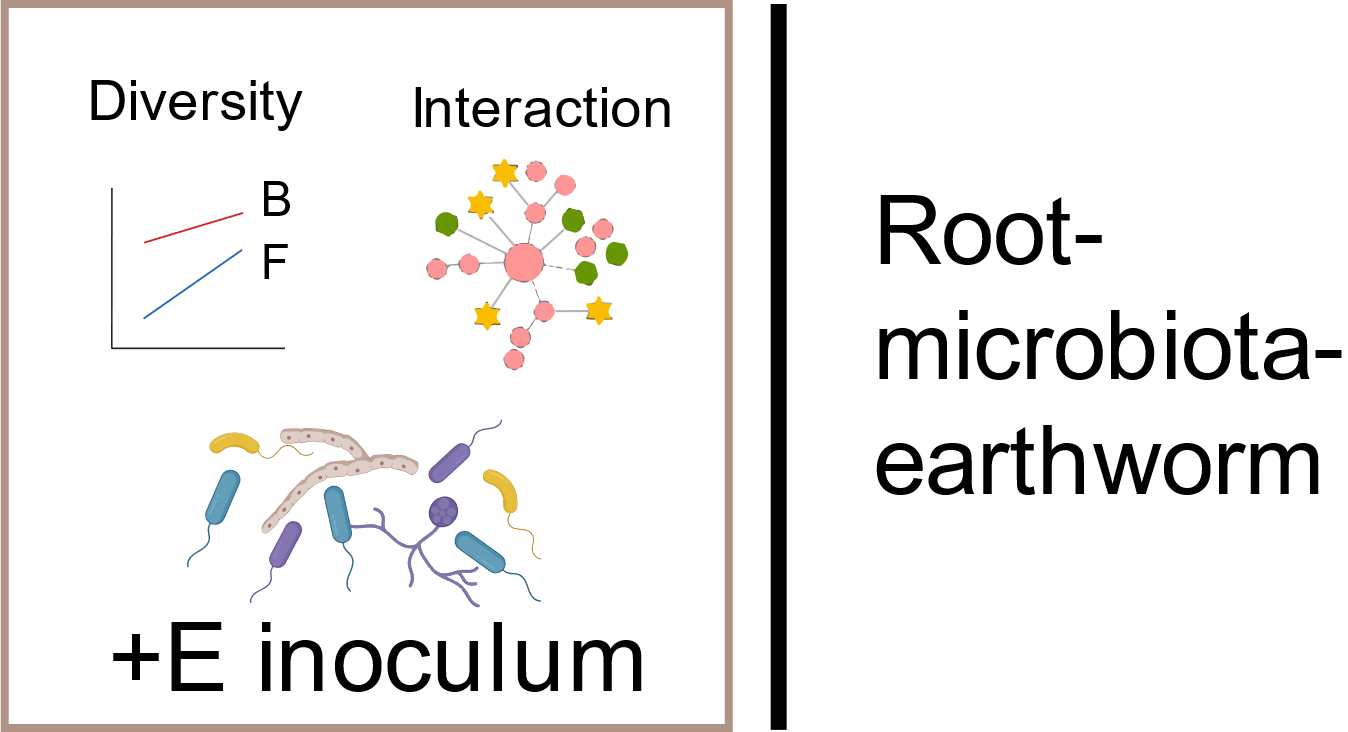 Diversity
Interaction
B
F
+E inoculum
Root-
microbiota-
earthworm